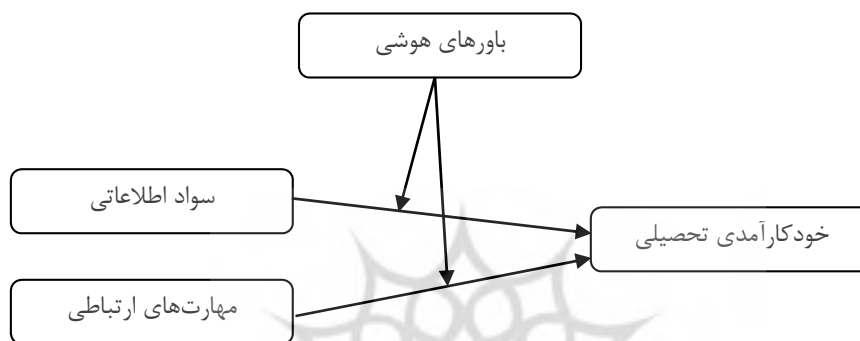 باورهای هوشی
سواد اطلاعاتی
خودکارآمدی تحصیلی
مهارت‌های ارتباطی